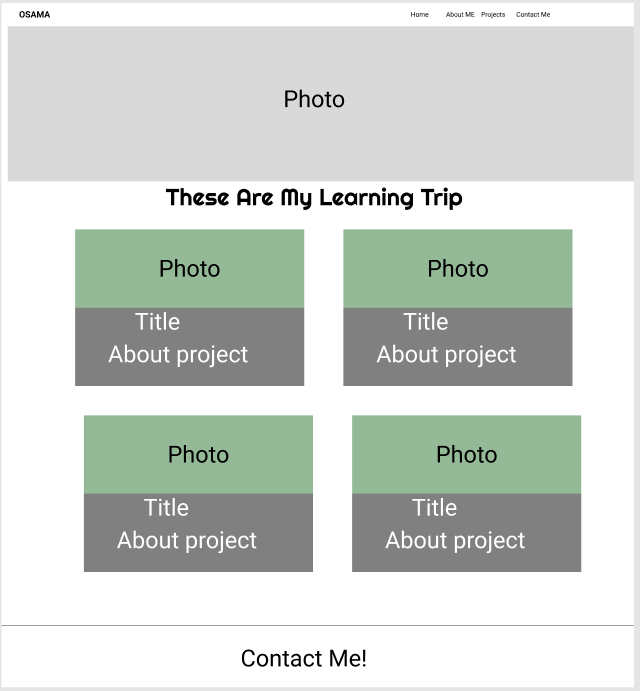 OSAMA Home About ME Projects Contact Me
Photo
These Are My Learning Trip
Photo Photo
Title Title
About project About project
Photo Photo
Title Title
About project About project
Contact Me!